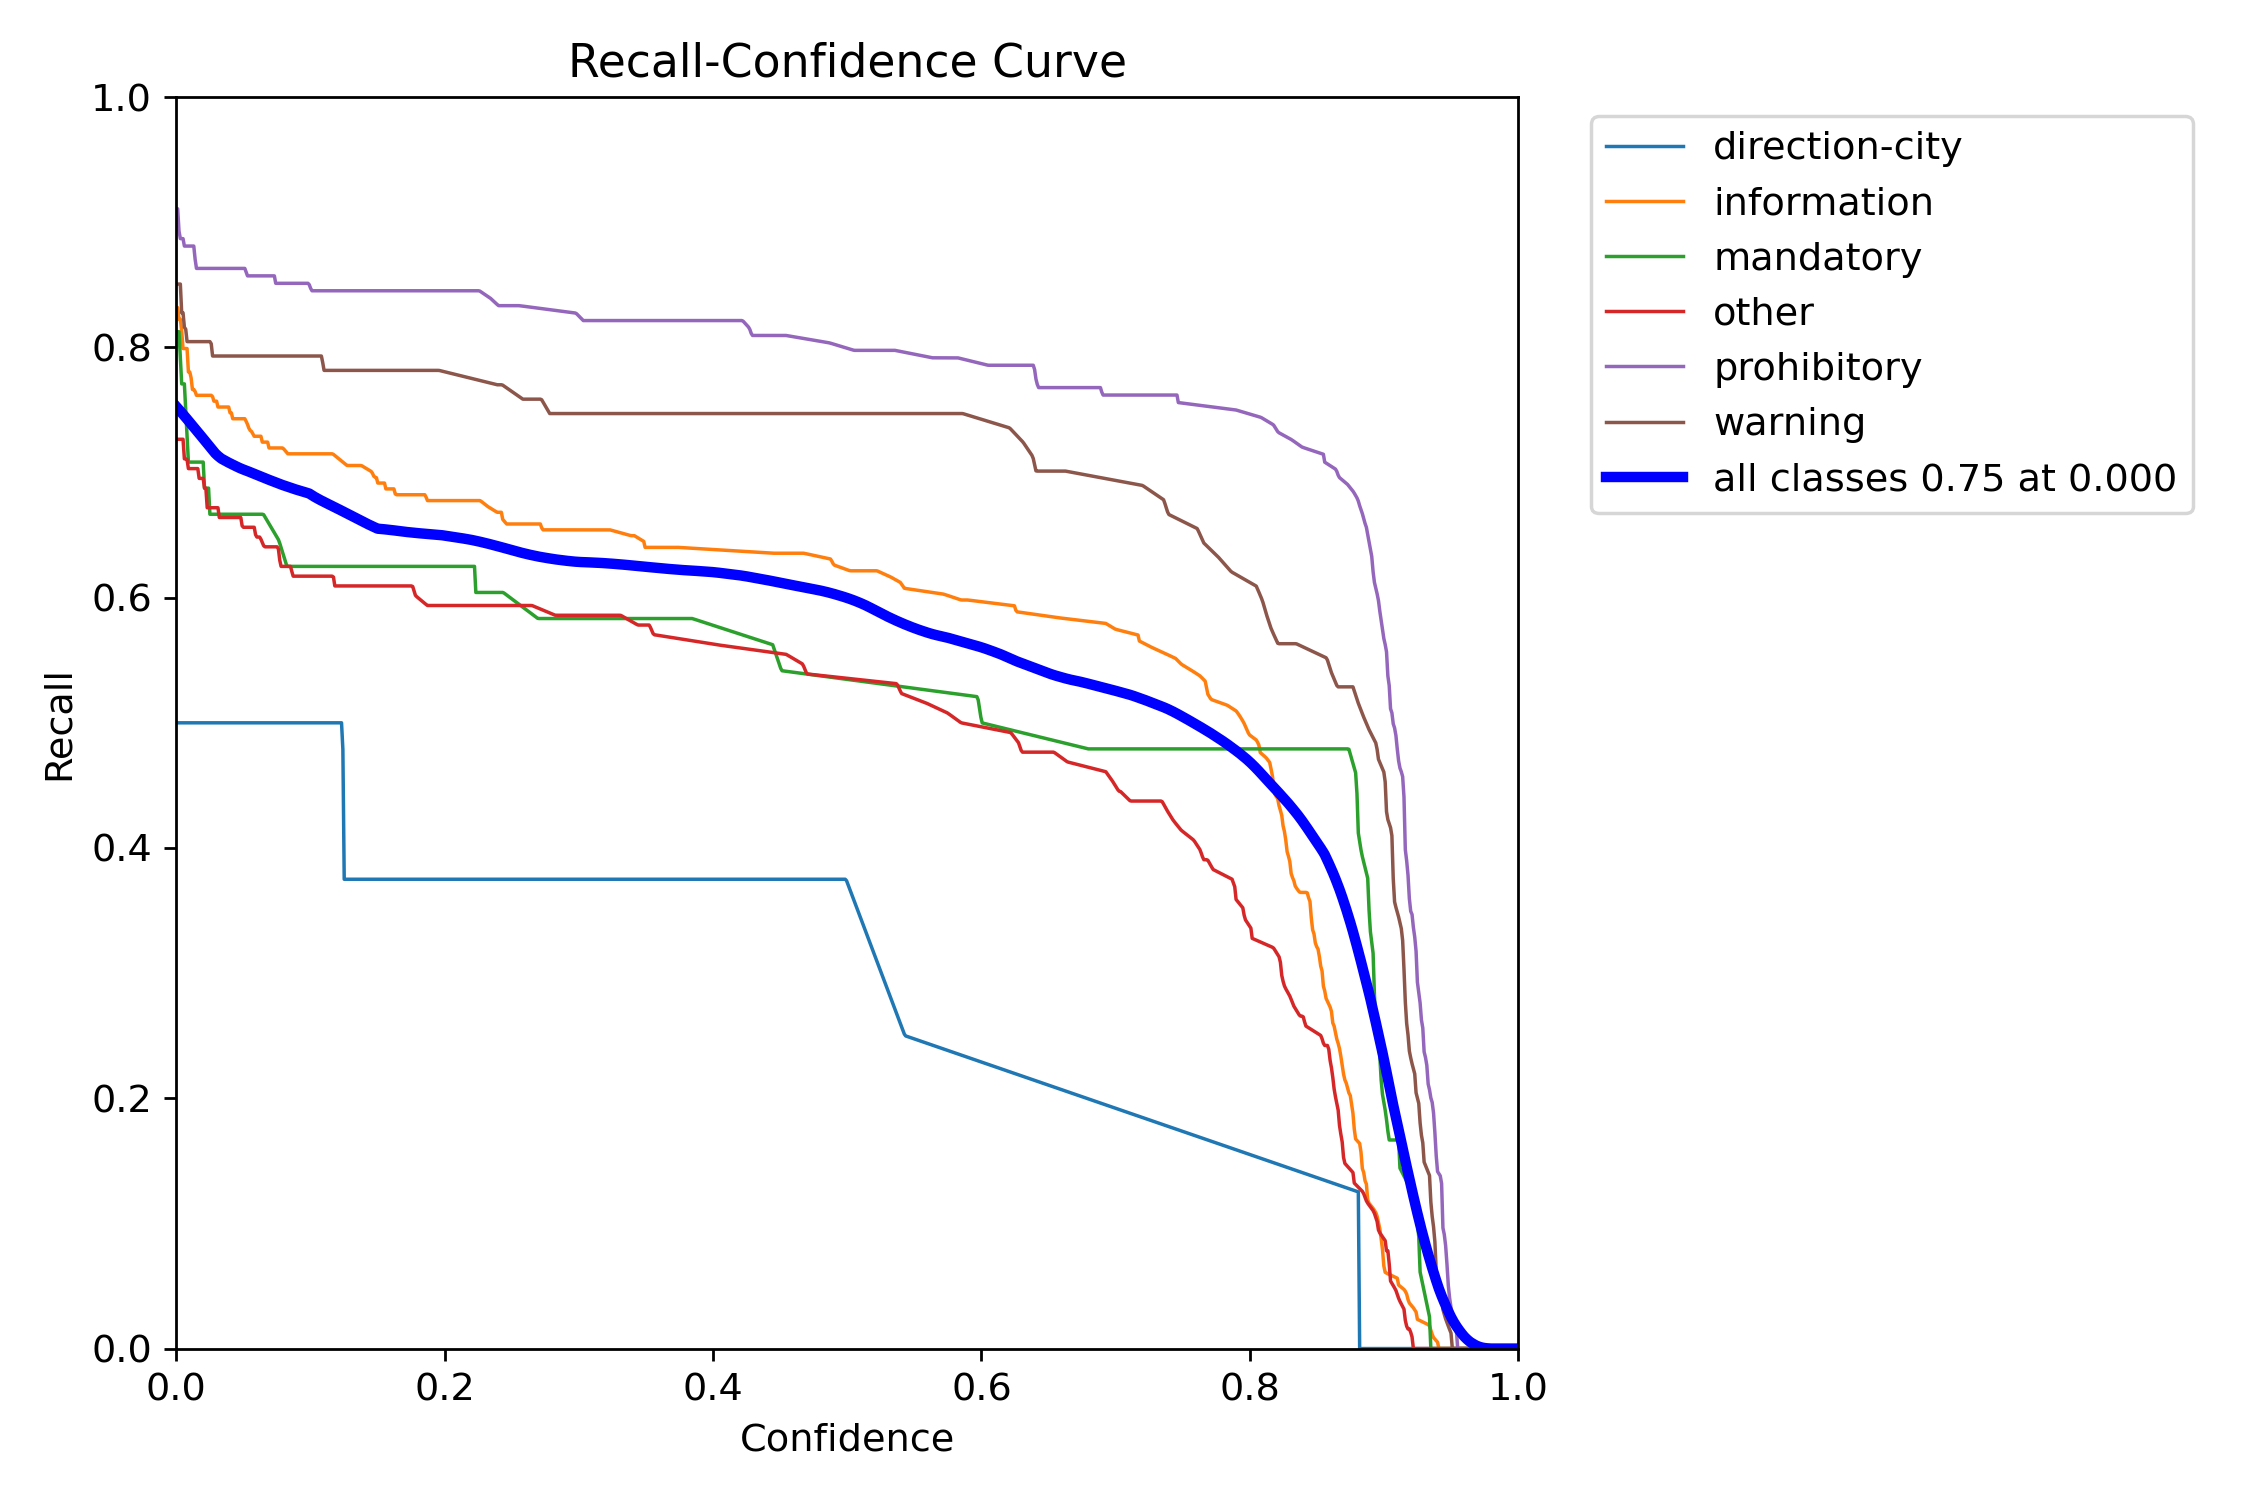 Recall-Confidence Curve
1.0
0.8
0.6
0.4
0.2
0.0
Recall
0.0 0.2 0.4 0.6 0.8 1.0
Confidence
direction-city
information
mandatory
other
prohibitory
warning
all classes 0.75 at 0.000